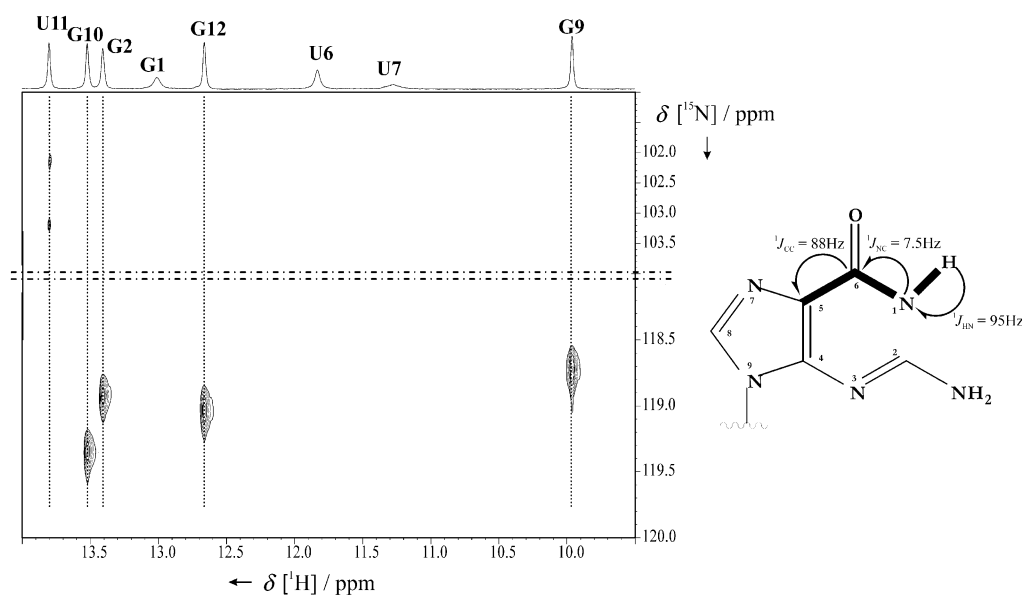 U11 G10 G2 G1 G12 U6 U7 G9
δ [¹⁵N] / ppm
102.0
102.5
103.0
103.5
118.5
119.0
119.5
120.0
13.5 13.0 12.5 12.0 11.5 11.0 10.5 10.0
← δ [¹H] / ppm
O
¹J_CC = 88Hz ¹J_NC = 7.5Hz H
6
N 7 5 1 N
¹J_HN = 95Hz
8 4 2
9 N 3 N NH₂